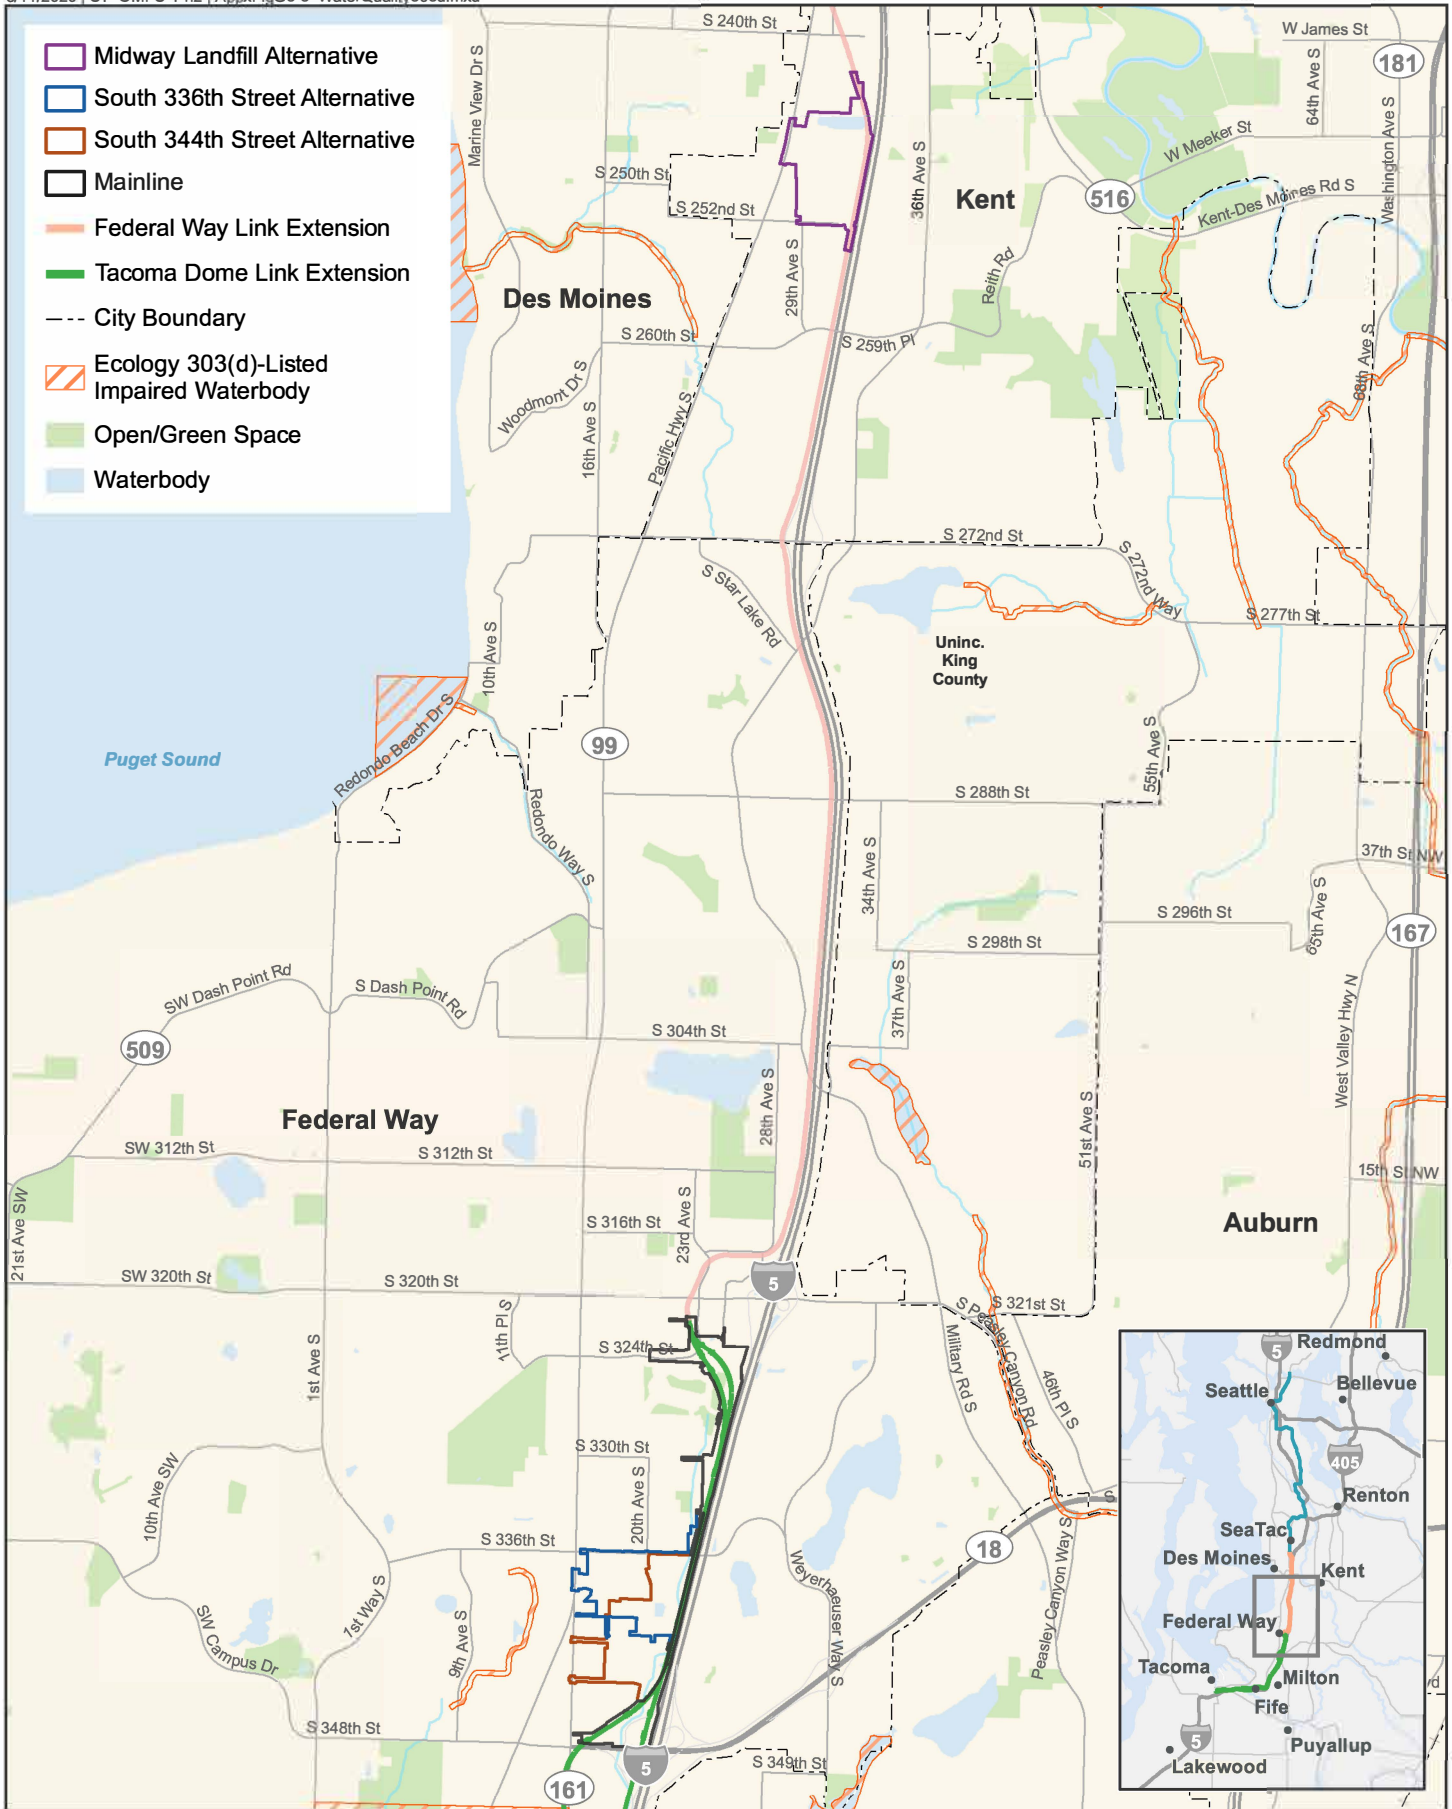 S 240th St
W James St
181
Midway Landfill Alternative
South 336th Street Alternative
South 344th Street Alternative
Mainline
Federal Way Link Extension
Tacoma Dome Link Extension
City Boundary
Ecology 303(d)-Listed
Impaired Waterbody
Open/Green Space
Waterbody
Marine View Dr S
64th Ave S
Washington Ave S
W Meeker St
36th Ave S
S 250th St
Kent
516
Kent-Des Moines Rd S
S 252nd St
29th Ave S
Reith Rd
Des Moines
S 260th St
S 259th Pl
68th Ave S
Woodmont Dr S
16th Ave S
Pacific Hwy S
S 272nd St
S 272nd Way
S Star Lake Rd
S 277th St
Uninc.
King
County
10th Ave S
Redondo Beach Dr S
99
55th Ave S
Puget Sound
S 288th St
Redondo Way S
34th Ave S
37th St NW
65th Ave S
S 296th St
167
S 298th St
SW Dash Point Rd
S Dash Point Rd
37th Ave S
West Valley Hwy N
S 304th St
509
28th Ave S
Federal Way
51st Ave S
SW 312th St
S 312th St
15th St NW
21st Ave SW
23rd Ave S
S 316th St
Auburn
SW 320th St
S 320th St
5
S 321st St
S Peasley Canyon Rd
11th Pl S
S 324th St
Military Rd S
46th Pl S
1st Ave S
S 330th St
10th Ave SW
20th Ave S
S 336th St
18
Weyerhaeuser Way S
Peasley Canyon Way S
1st Way S
9th Ave S
SW Campus Dr
S 348th St
S 349th St
5
161
5
Redmond
Seattle
Bellevue
405
Renton
SeaTac
Des Moines
Kent
Federal Way
Tacoma
Milton
Fife
5
Puyallup
Lakewood